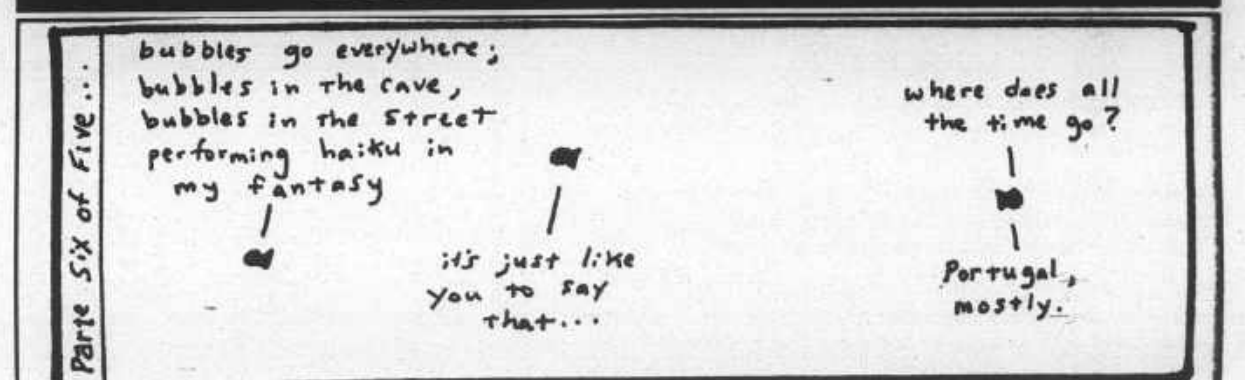 Parte Six of Five...
bubbles go everywhere;
bubbles in the cave,
bubbles in the street
performing haiku in
my fantasy
it's just like
you to say
that...
where does all
the time go?
Portugal,
mostly.